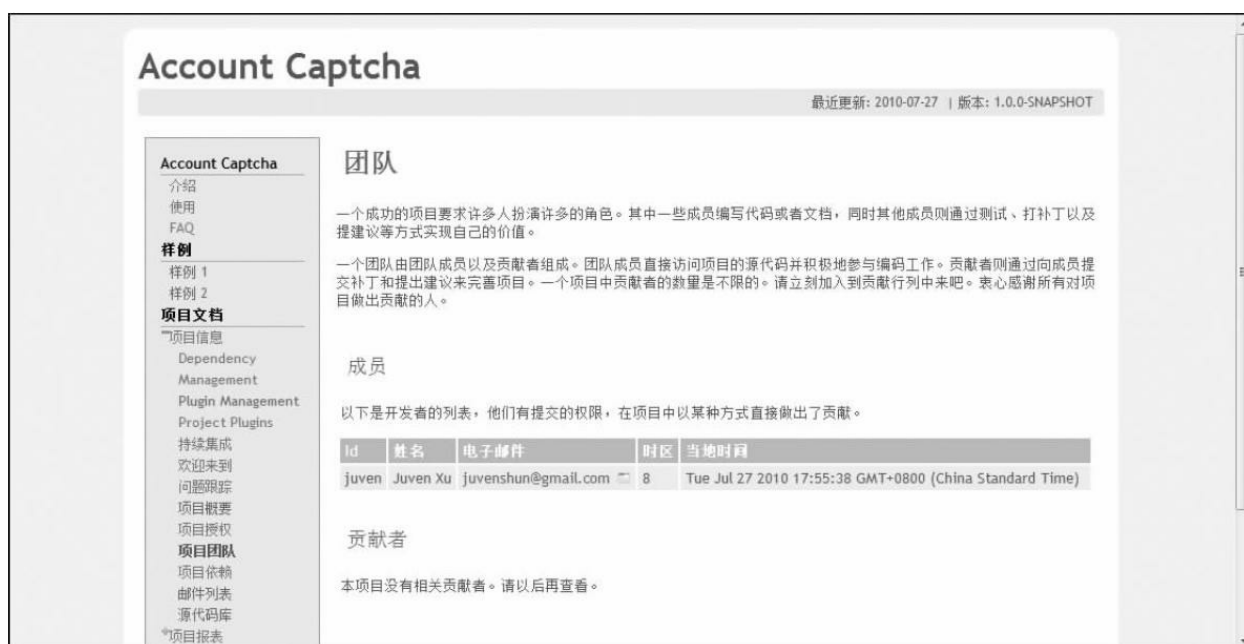 Account Captcha
最近更新: 2010-07-27 | 版本: 1.0.0-SNAPSHOT
Account Captcha
介绍
使用
FAQ
样例
样例 1
样例 2
项目文档
项目信息
Dependency
Management
Plugin Management
Project Plugins
持续集成
欢迎来到
问题跟踪
项目概要
项目授权
项目团队
项目依赖
邮件列表
源代码库
项目报表
团队
一个成功的项目要求许多人扮演许多的角色。其中一些成员编写代码或者文档，同时其他成员则通过测试、打补丁以及
提建议等方式实现自己的价值。
一个团队由团队成员以及贡献者组成。团队成员直接访问项目的源代码并积极地参与编码工作。贡献者则通过向成员提
交补丁和提出建议来完善项目。一个项目中贡献者的数量是不限的。请立刻加入到贡献行列中来吧。衷心感谢所有对项
目做出贡献的人。
成员
以下是开发者的列表，他们有提交的权限，在项目中以某种方式直接做出了贡献。
Id 姓名 电子邮件 时区 当地时间
juven Juven Xu juvenshun@gmail.com 8 Tue Jul 27 2010 17:55:38 GMT+0800 (China Standard Time)
贡献者
本项目没有相关贡献者。请以后再查看。